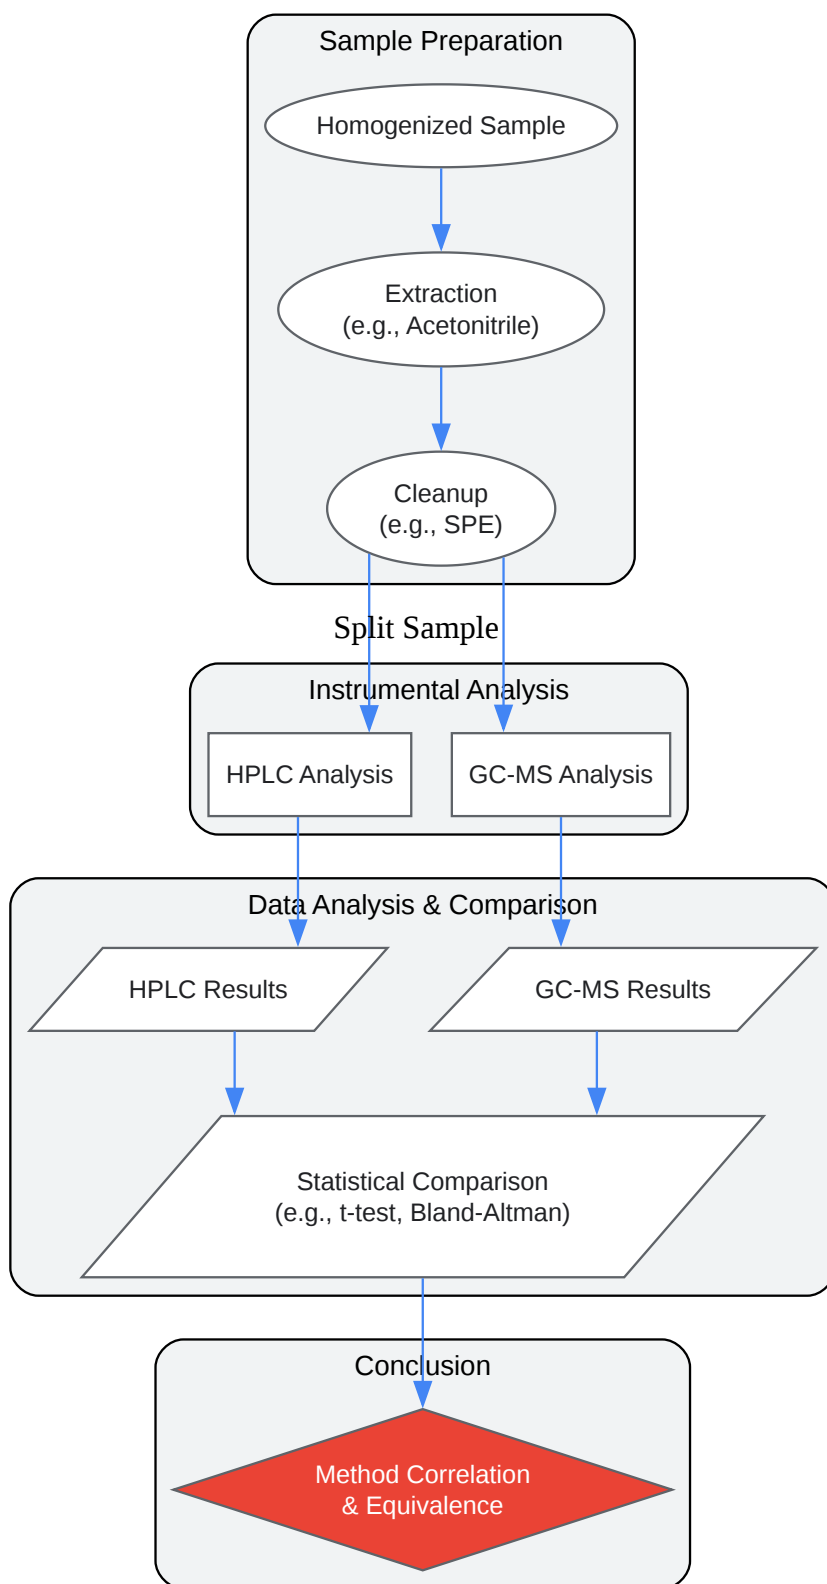 Sample Preparation
Homogenized Sample
Extraction
(e.g., Acetonitrile)
Cleanup
(e.g., SPE)
Split Sample
Instrumental Analysis
HPLC Analysis
GC-MS Analysis
Data Analysis & Comparison
HPLC Results
GC-MS Results
Statistical Comparison
(e.g., t-test, Bland-Altman)
Conclusion
Method Correlation
& Equivalence